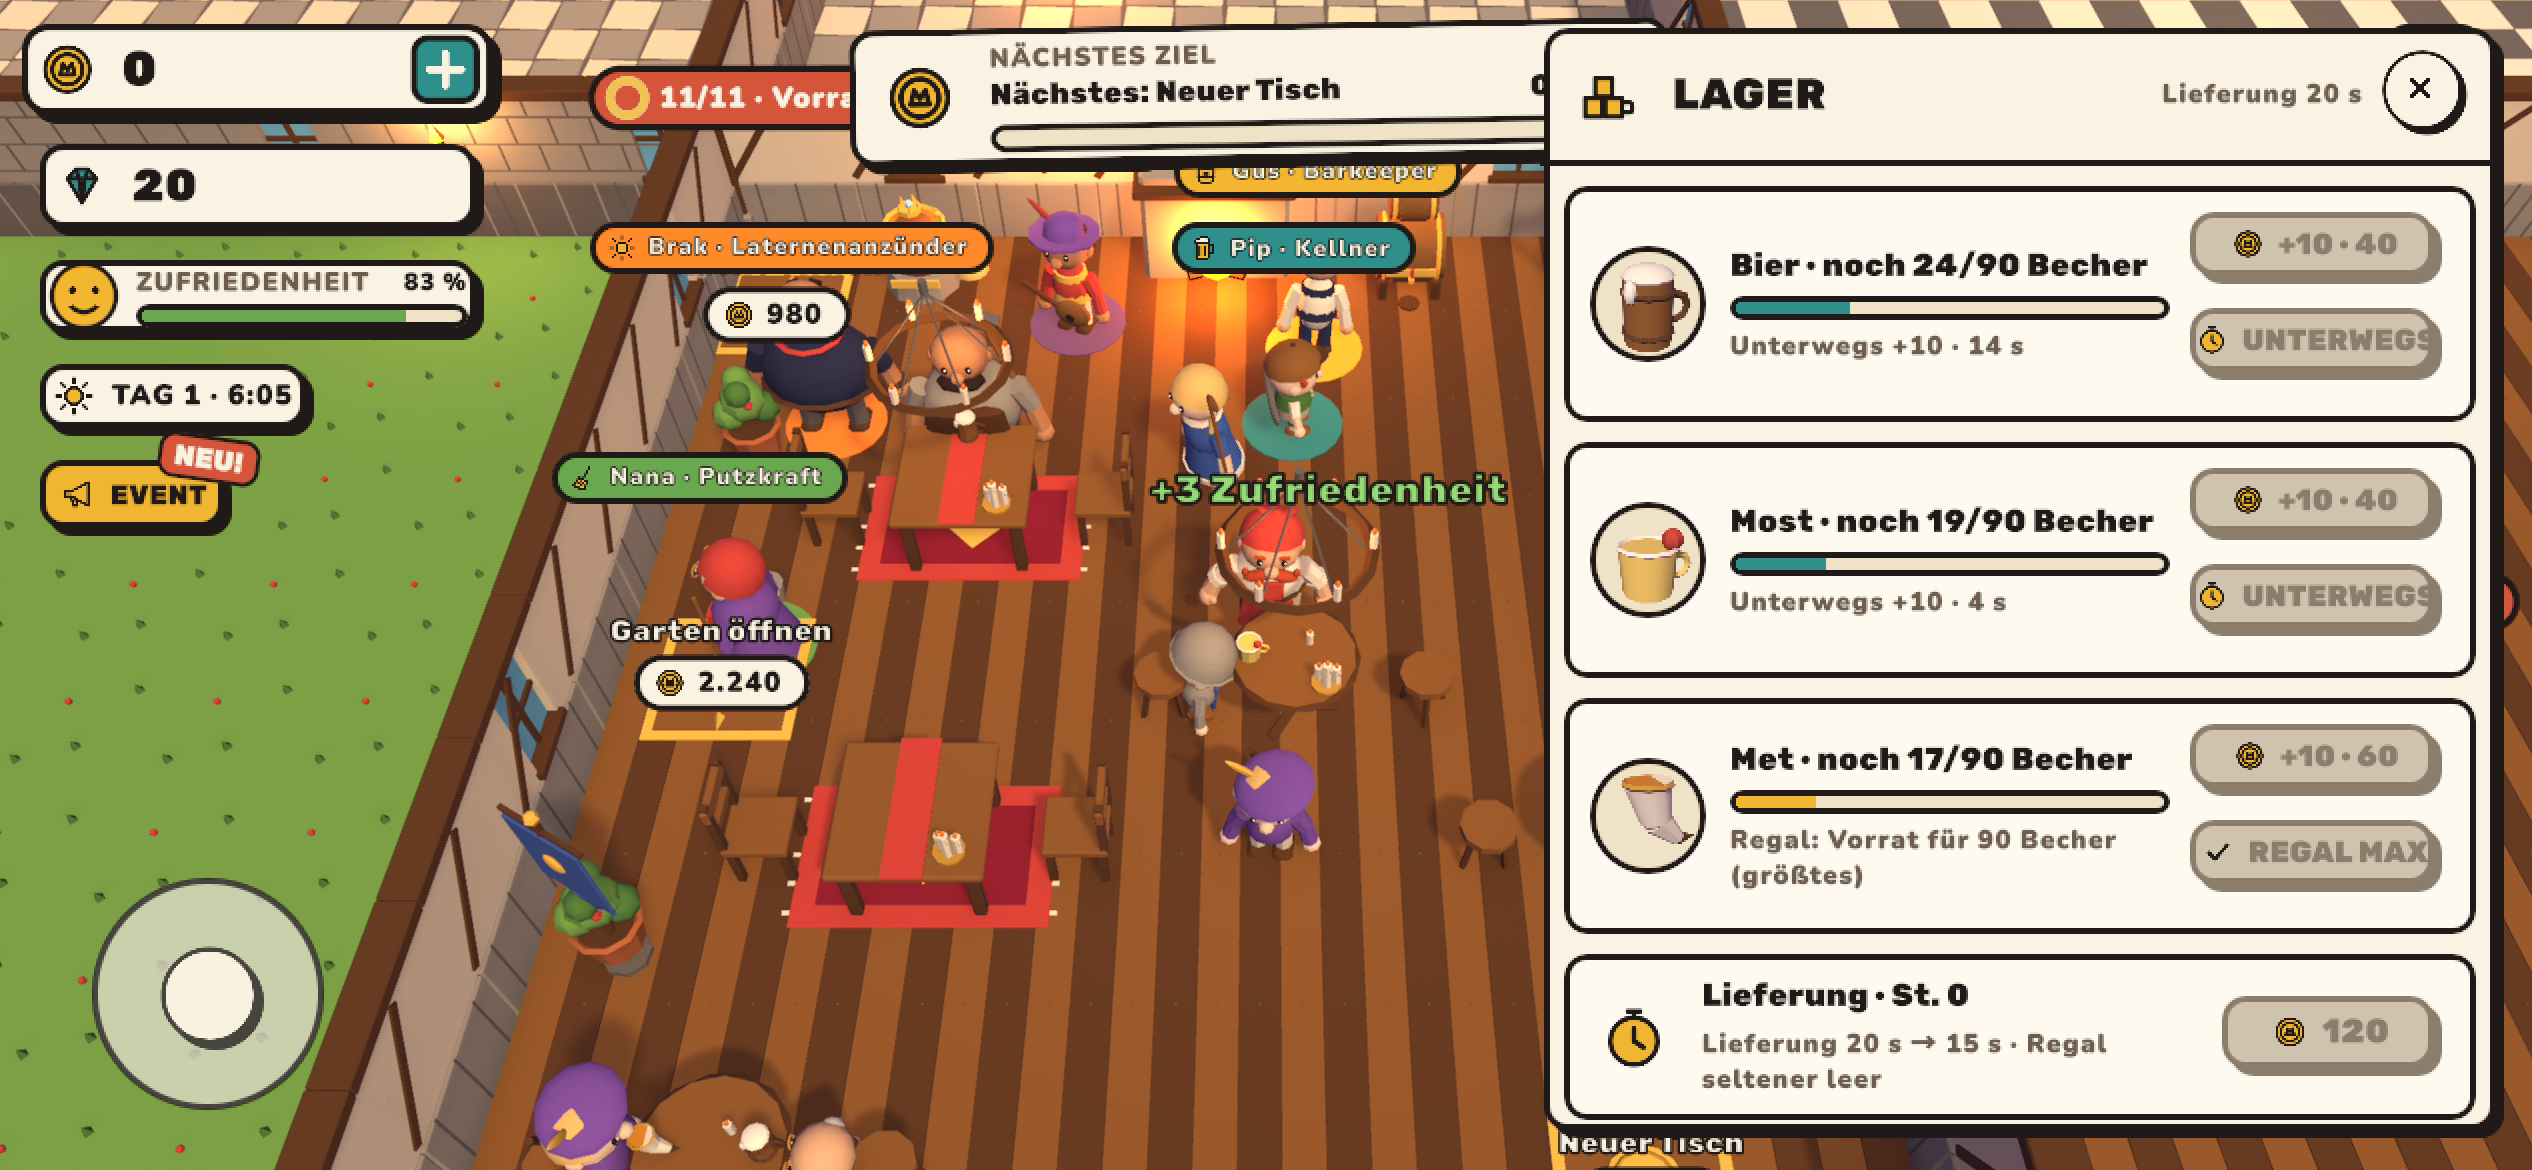 0
20
ZUFRIEDENHEIT 83 %
TAG 1 · 6:05
NEU!
EVENT
11/11 · Vorra
NÄCHSTES ZIEL
Nächstes: Neuer Tisch
Gus · Barkeeper
Brak · Laternenanzünder
Pip · Kellner
980
Nana · Putzkraft
+3 Zufriedenheit
Garten öffnen
2.240
Neuer Tisch
LAGER
Lieferung 20 s
Bier · noch 24/90 Becher
Unterwegs +10 · 14 s
+10 · 40
UNTERWEGS
Most · noch 19/90 Becher
Unterwegs +10 · 4 s
+10 · 40
UNTERWEGS
Met · noch 17/90 Becher
Regal: Vorrat für 90 Becher
(größtes)
+10 · 60
REGAL MAX
Lieferung · St. 0
Lieferung 20 s → 15 s · Regal
seltener leer
120